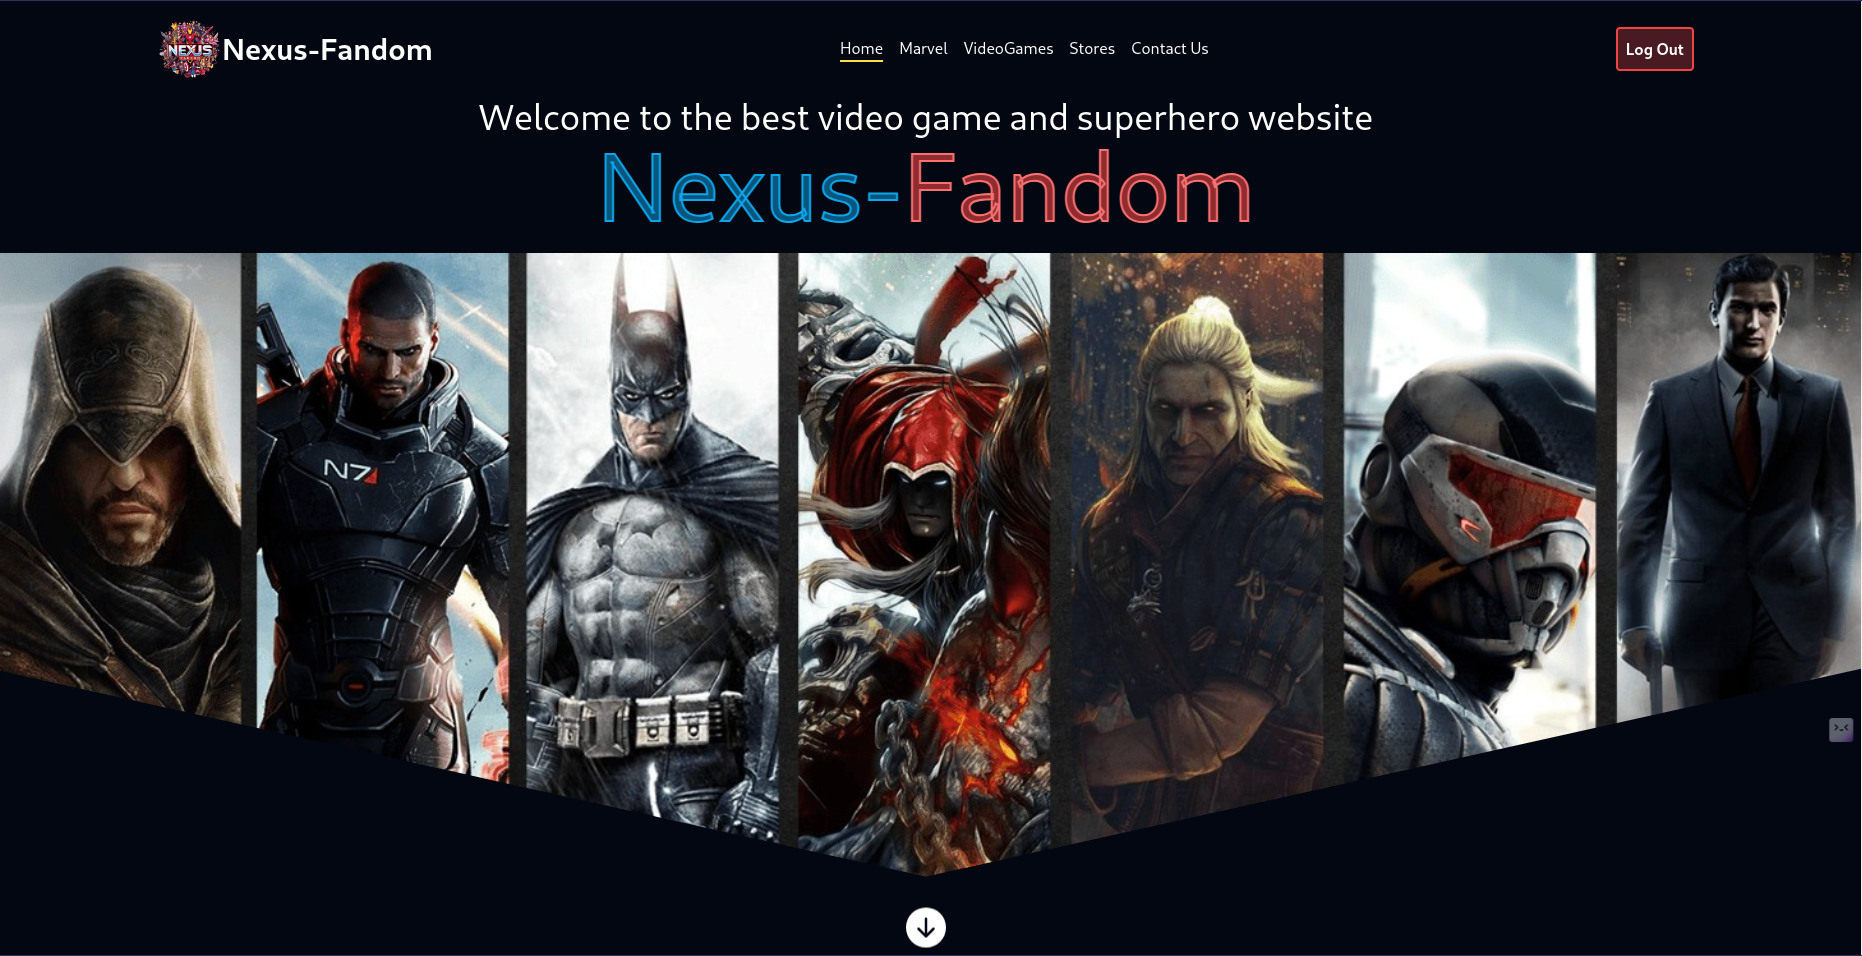 NEXUS
Nexus-Fandom
Home
Marvel
VideoGames
Stores
Contact Us
Log Out
Welcome to the best video game and superhero website
Nexus-Fandom
N7